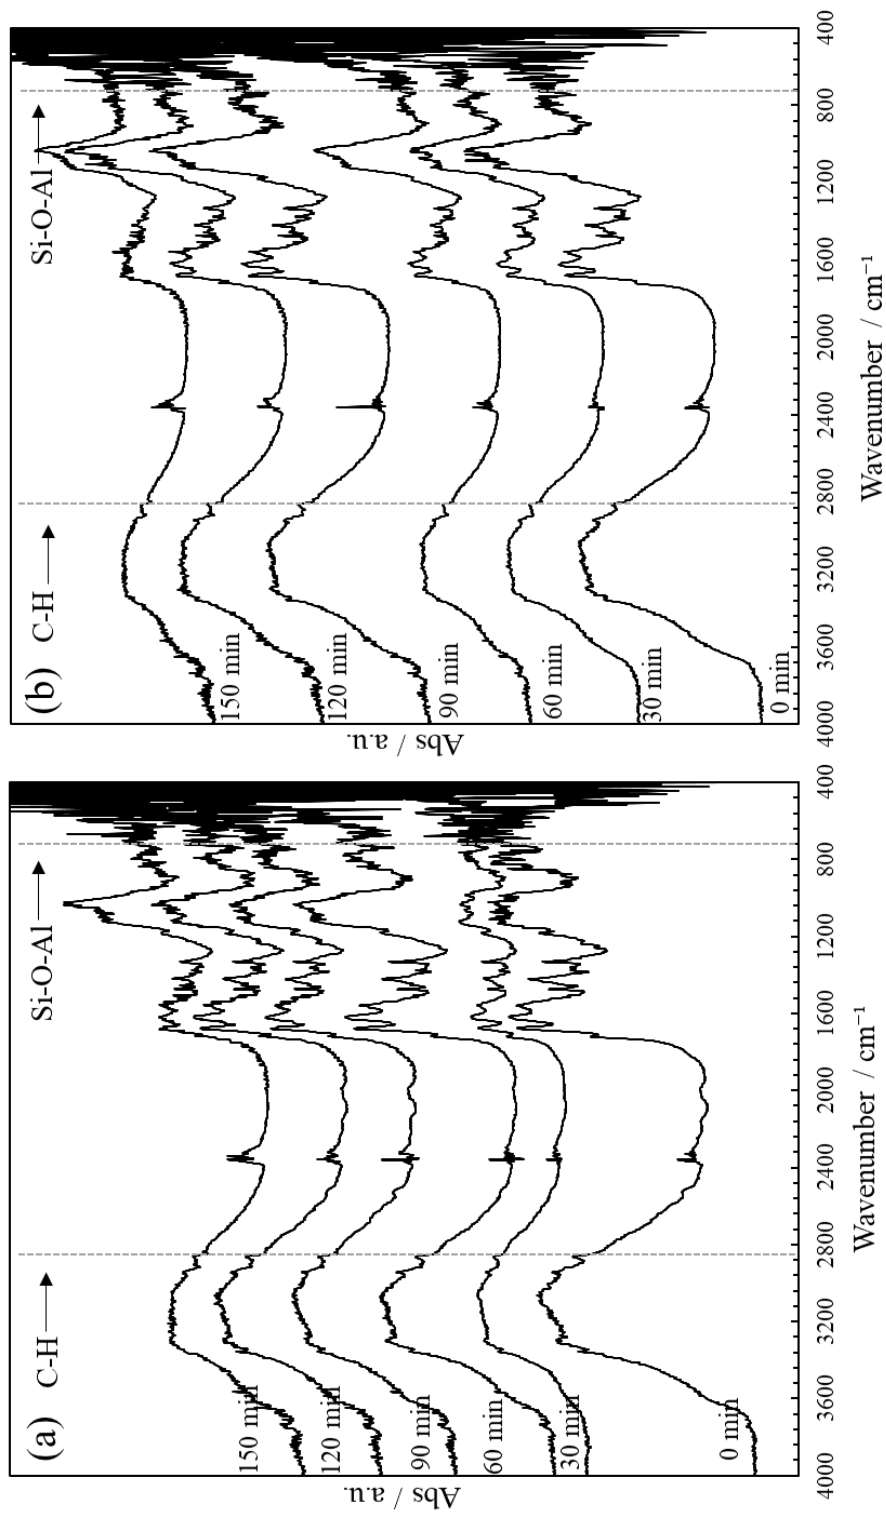 (a)
C-H
Si-O-Al
150 min
120 min
90 min
60 min
30 min
0 min
Abs / a.u.
4000 3600 3200 2800 2400 2000 1600 1200 800 400
Wavenumber / cm⁻¹
(b)
C-H
Si-O-Al
150 min
120 min
90 min
60 min
30 min
0 min
Abs / a.u.
4000 3600 3200 2800 2400 2000 1600 1200 800 400
Wavenumber / cm⁻¹